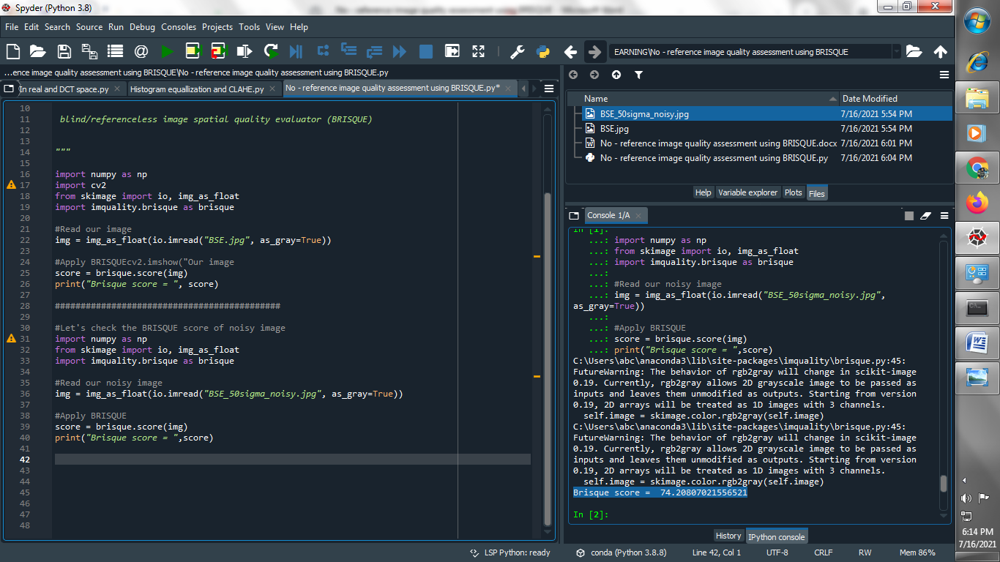 Spyder (Python 3.8)
File Edit Search Source Run Debug Consoles Projects Tools View Help
EARNING\No - reference image quality assessment using BRISQUE
...ence image quality assessment using BRISQUE\No - reference image quality assessment using BRISQUE.py
In real and DCT space.py
Histogram equallization and CLAHE.py
No - reference image quality assessment using BRISQUE.py*
10
11 blind/referenceless image spatial quality evaluator (BRISQUE)
12
13
14 """
15
16 import numpy as np
17 import cv2
18 from skimage import io, img_as_float
19 import imquality.brisque as brisque
20
21 #Read our image
22 img = img_as_float(io.imread("BSE.jpg", as_gray=True))
23
24 #Apply BRISQUEcv2.imshow("Our image
25 score = brisque.score(img)
26 print("Brisque score = ", score)
27
28 ############################################
29
30 #Let's check the BRISQUE score of noisy image
31 import numpy as np
32 from skimage import io, img_as_float
33 import imquality.brisque as brisque
34
35 #Read our noisy image
36 img = img_as_float(io.imread("BSE_50sigma_noisy.jpg", as_gray=True))
37
38 #Apply BRISQUE
39 score = brisque.score(img)
40 print("Brisque score = ",score)
41
42
43
44
45
46
47
48
Name Date Modified
BSE_50sigma_noisy.jpg 7/16/2021 5:54 PM
BSE.jpg 7/16/2021 5:54 PM
No - reference image quality assessment using BRISQUE.docx 7/16/2021 6:01 PM
No - reference image quality assessment using BRISQUE.py 7/16/2021 6:04 PM
Help Variable explorer Plots Files
Console 1/A
In [1]:
...: import numpy as np
...: from skimage import io, img_as_float
...: import imquality.brisque as brisque
...:
...: #Read our noisy image
...: img = img_as_float(io.imread("BSE_50sigma_noisy.jpg",
as_gray=True))
...:
...: #Apply BRISQUE
...: score = brisque.score(img)
...: print("Brisque score = ",score)
C:\Users\abc\anaconda3\lib\site-packages\imquality\brisque.py:45:
FutureWarning: The behavior of rgb2gray will change in scikit-image
0.19. Currently, rgb2gray allows 2D grayscale image to be passed as
inputs and leaves them unmodified as outputs. Starting from version
0.19, 2D arrays will be treated as 1D images with 3 channels.
self.image = skimage.color.rgb2gray(self.image)
C:\Users\abc\anaconda3\lib\site-packages\imquality\brisque.py:45:
FutureWarning: The behavior of rgb2gray will change in scikit-image
0.19. Currently, rgb2gray allows 2D grayscale image to be passed as
inputs and leaves them unmodified as outputs. Starting from version
0.19, 2D arrays will be treated as 1D images with 3 channels.
self.image = skimage.color.rgb2gray(self.image)
Brisque score =  74.20807021556521
In [2]:
History IPython console
LSP Python: ready conda (Python 3.8.8) Line 42, Col 1 UTF-8 CRLF RW Mem 86%
6:14 PM
7/16/2021